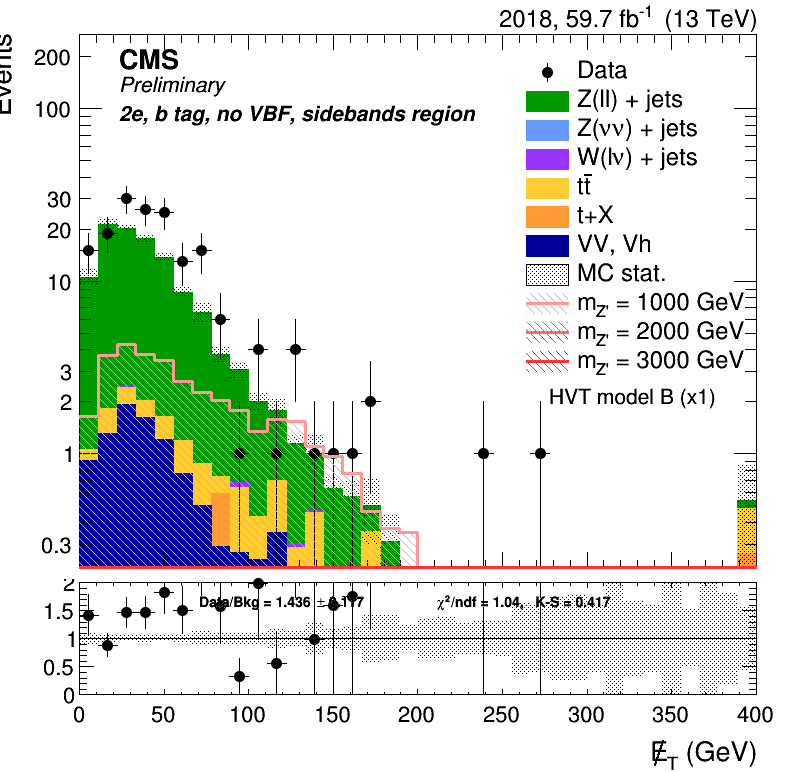 2018, 59.7 fb⁻¹ (13 TeV)
Events
CMS
Preliminary
2e, b tag, no VBF, sidebands region
Data
Z(ll) + jets
Z(νν) + jets
W(lν) + jets
tt̄
t+X
VV, Vh
MC stat.
m_Z' = 1000 GeV
m_Z' = 2000 GeV
m_Z' = 3000 GeV
HVT model B (x1)
200
100
30
20
10
3
2
1
0.3
Data/Bkg = 1.436 ± 0.117
χ²/ndf = 1.04, K-S = 0.417
2
1.5
1
0.5
0
0 50 100 150 200 250 300 350 400
E̸_T (GeV)